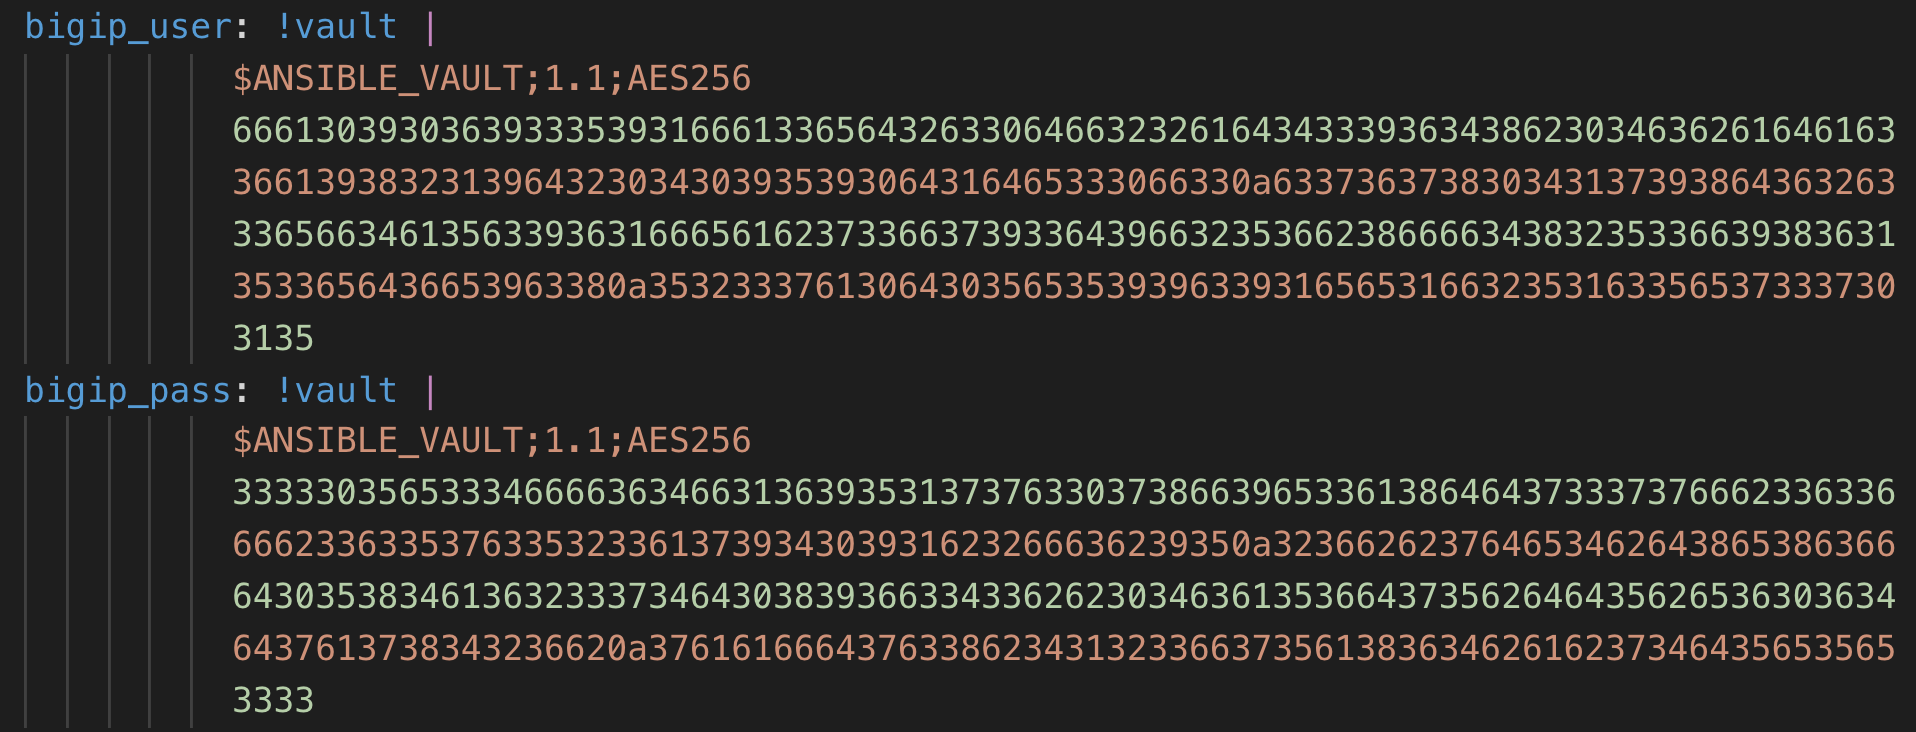 bigip_user: !vault |
$ANSIBLE_VAULT;1.1;AES256
66613039303639333539316661336564326330646632326164343339363438623034636261646163
3661393832313964323034303935393064316465333066330a633736373830343137393864363263
33656634613563393631666561623733663739336439663235366238666634383235336639383631
3533656436653963380a353233376130643035653539396339316565316632353163356537333730
3135
bigip_pass: !vault |
$ANSIBLE_VAULT;1.1;AES256
33333035653334666636346631363935313737633037386639653361386464373337376662336336
6662336335376335323361373934303931623266636239350a323662623764653462643865386366
64303538346136323337346430383936633433626230346361353664373562646435626536303634
6437613738343236620a376161666437633862343132336637356138363462616237346435653565
3333